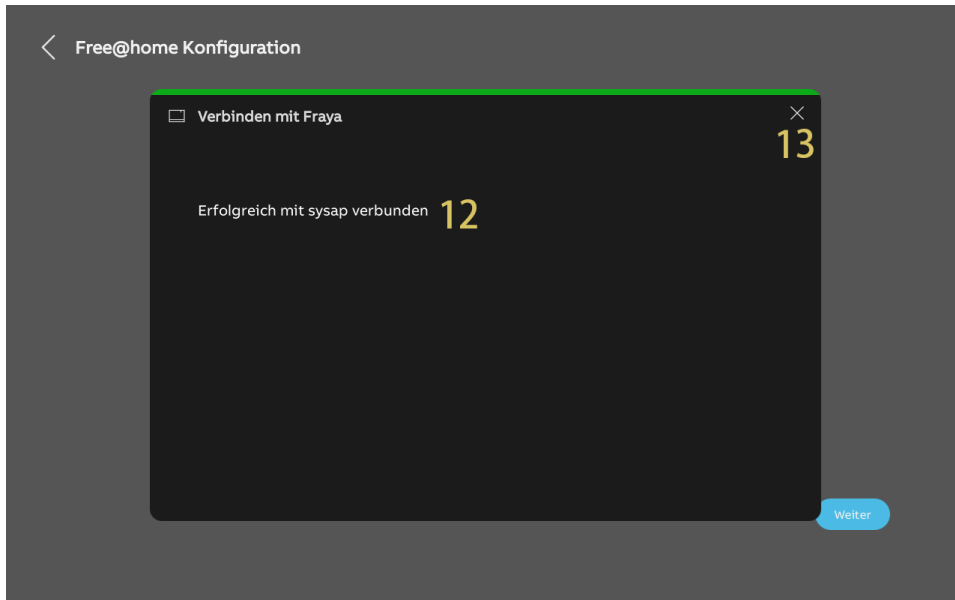 Free@home Konfiguration
Verbinden mit Fraya
13
Erfolgreich mit sysap verbunden 12
Weiter